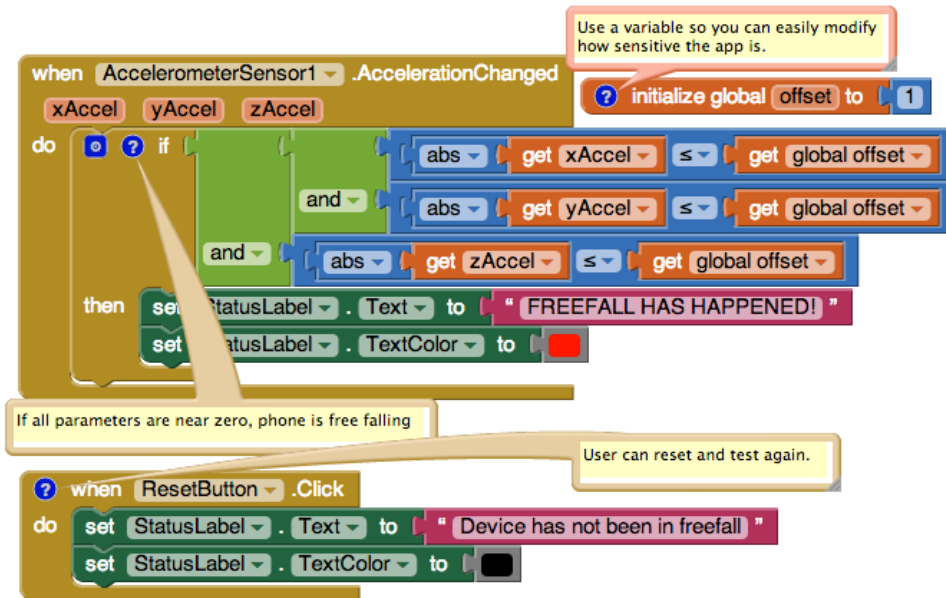 Use a variable so you can easily modify
how sensitive the app is.
when AccelerometerSensor1 .AccelerationChanged
? initialize global offset to 1
xAccel yAccel zAccel
do ? if abs get xAccel ≤ get global offset
and abs get yAccel ≤ get global offset
and abs get zAccel ≤ get global offset
then set StatusLabel . Text to " FREEFALL HAS HAPPENED! "
set StatusLabel . TextColor to
If all parameters are near zero, phone is free falling
User can reset and test again.
? when ResetButton .Click
do set StatusLabel . Text to " Device has not been in freefall "
set StatusLabel . TextColor to